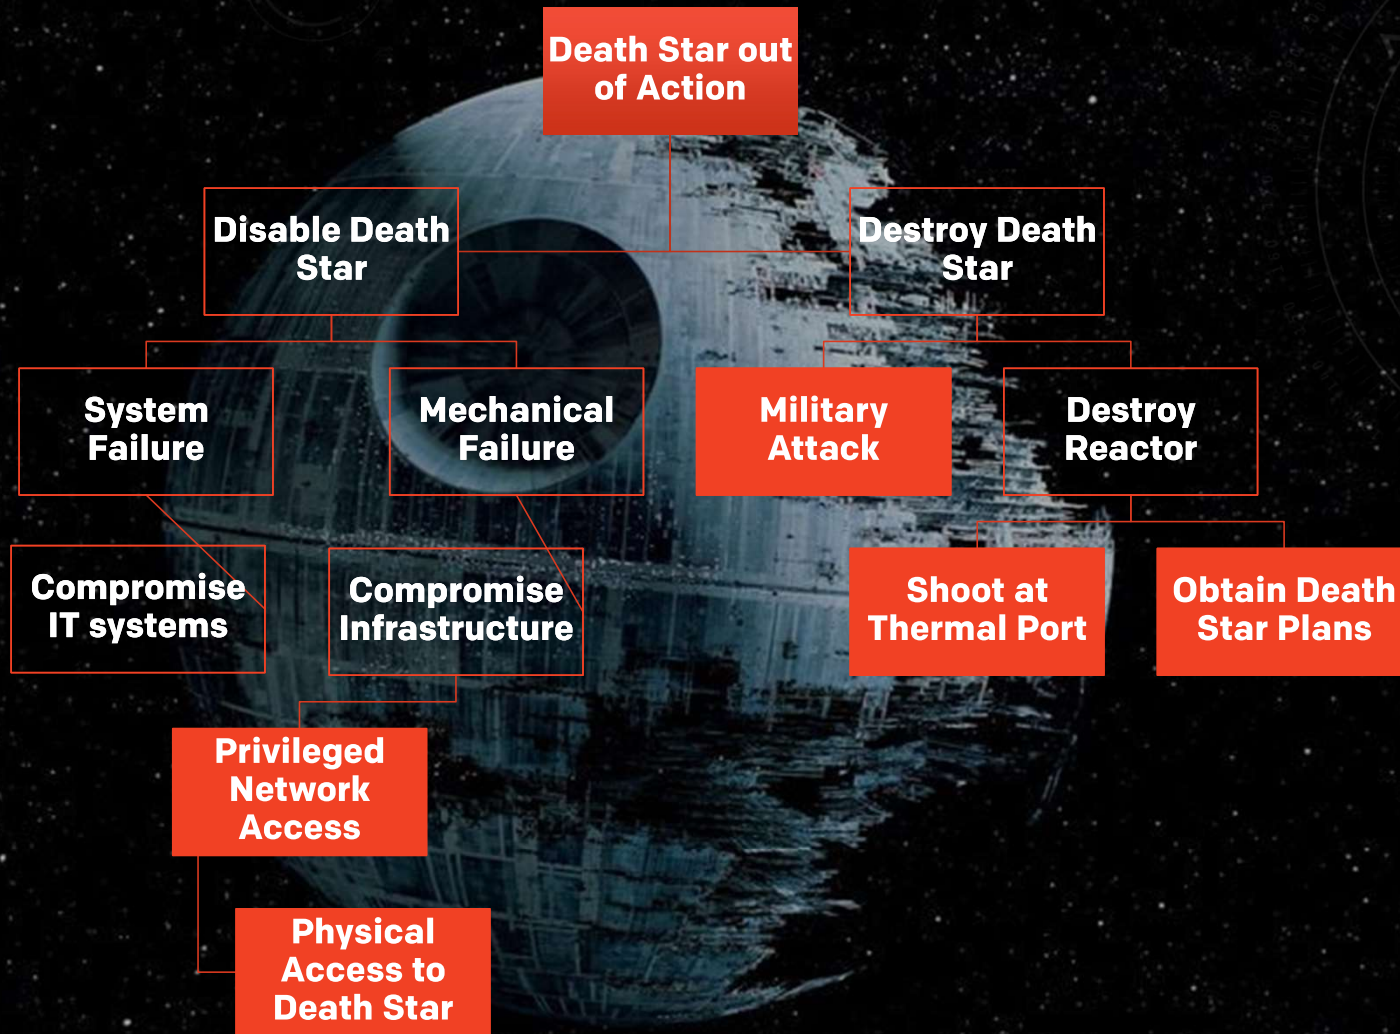 Death Star out
of Action
Disable Death
Star
Destroy Death
Star
System
Failure
Mechanical
Failure
Military
Attack
Destroy
Reactor
Compromise
IT systems
Compromise
Infrastructure
Shoot at
Thermal Port
Obtain Death
Star Plans
Privileged
Network
Access
Physical
Access to
Death Star